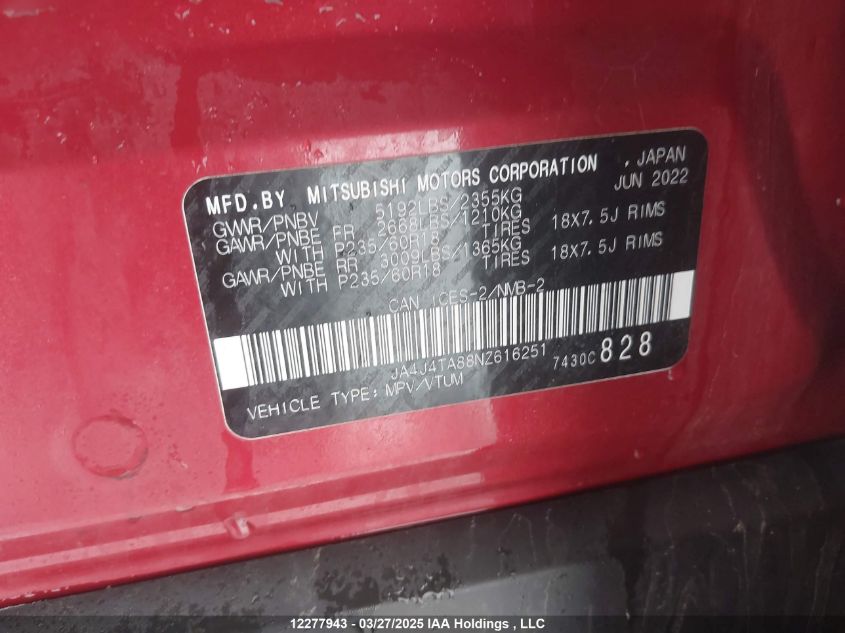 MFD.BY MITSUBISHI MOTORS CORPORATION , JAPAN
GVWR/PNBV 5192LBS/2355KG JUN 2022
GAWR/PNBE FR 2668LBS/1210KG
WITH P235/60R18 TIRES 18X7.5J RIMS
GAWR/PNBE RR 3009LBS/1365KG
WITH P235/60R18 TIRES 18X7.5J RIMS
CAN ICES-2/NMB-2
JA4J4TA88NZ616251 7430C 828
VEHICLE TYPE: MPV/VTUM
12277943 - 03/27/2025 IAA Holdings , LLC